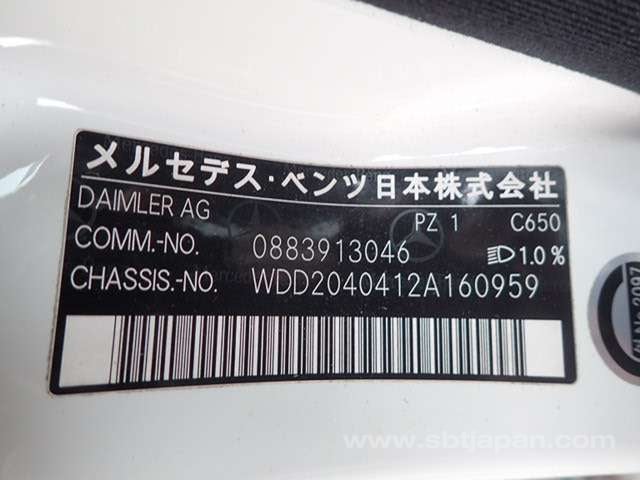 メルセデス・ベンツ日本株式会社
DAIMLER AG PZ 1 C650
COMM.-NO. 0883913046 1.0 %
CHASSIS.-NO. WDD2040412A160959
www.sbtjapan.com